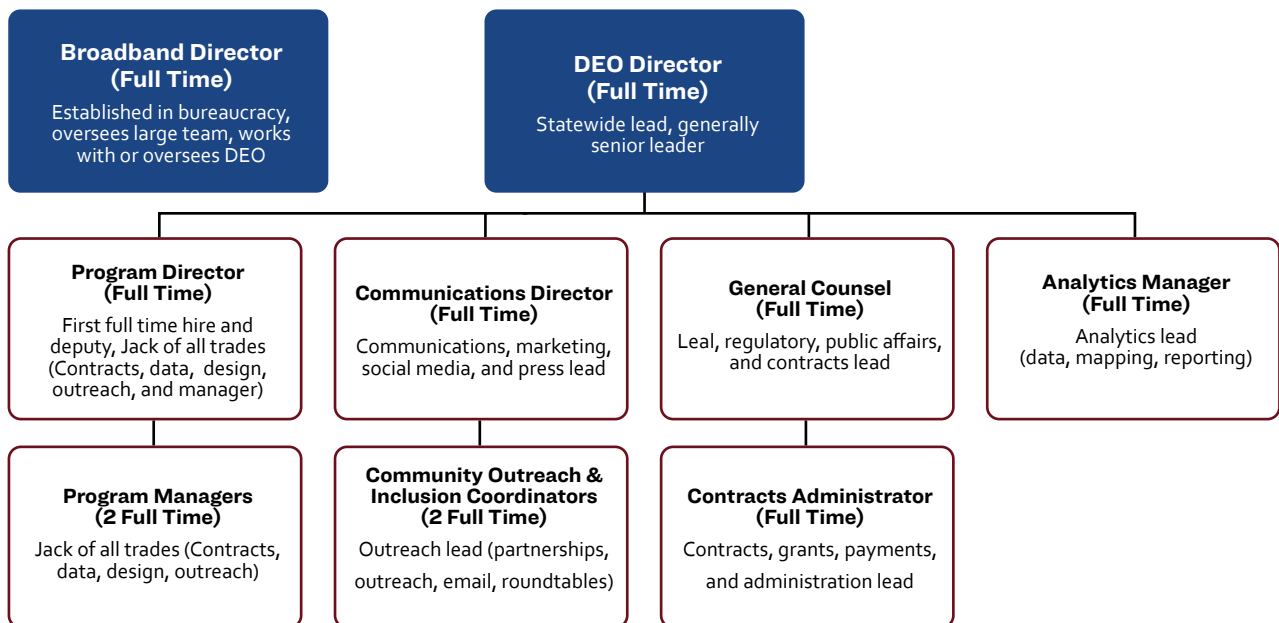 Broadband Director
(Full Time)
Established in bureaucracy,
oversees large team, works
with or oversees DEO
DEO Director
(Full Time)
Statewide lead, generally
senior leader
Program Director
(Full Time)
First full time hire and
deputy, Jack of all trades
(Contracts, data, design,
outreach, and manager)
Communications Director
(Full Time)
Communications, marketing,
social media, and press lead
General Counsel
(Full Time)
Leal, regulatory, public affairs,
and contracts lead
Analytics Manager
(Full Time)
Analytics lead
(data, mapping, reporting)
Program Managers
(2 Full Time)
Jack of all trades (Contracts,
data, design, outreach)
Community Outreach &
Inclusion Coordinators
(2 Full Time)
Outreach lead (partnerships,
outreach, email, roundtables)
Contracts Administrator
(Full Time)
Contracts, grants, payments,
and administration lead